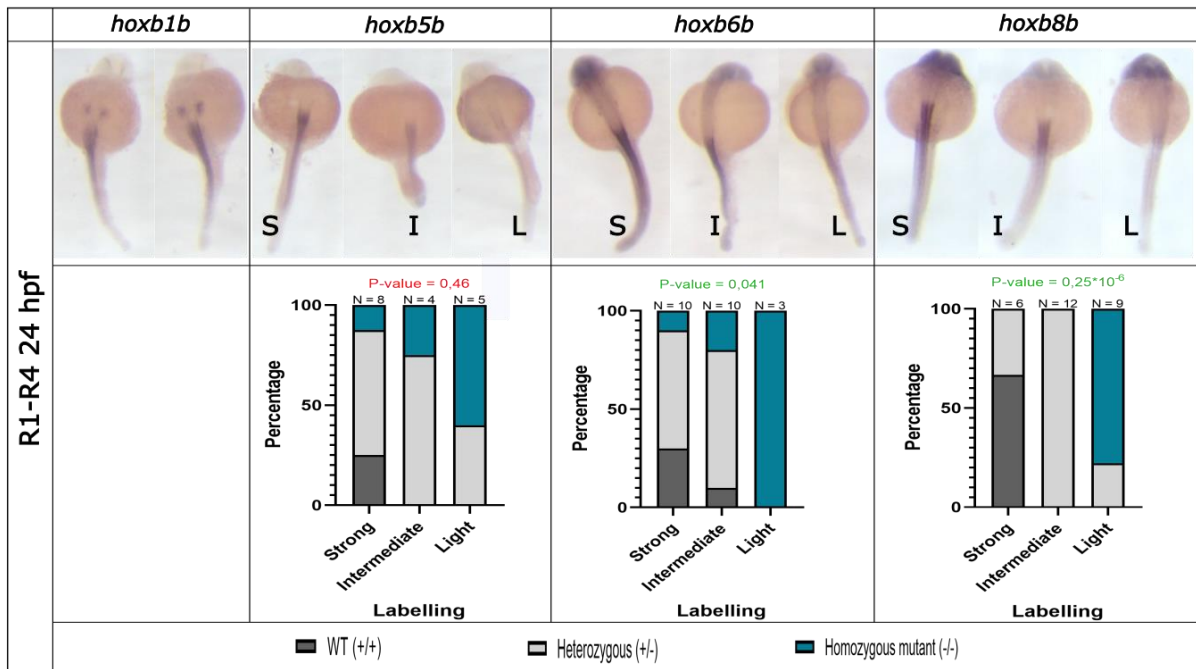 hoxb1b
hoxb5b
hoxb6b
hoxb8b
R1-R4 24 hpf
S
I
L
S
I
L
S
I
L
P-value = 0,46
N = 8
N = 4
N = 5
100
50
0
Percentage
Strong
Intermediate
Light
Labelling
P-value = 0,041
N = 10
N = 10
N = 3
100
50
0
Percentage
Strong
Intermediate
Light
Labelling
P-value = 0,25*10-6
N = 6
N = 12
N = 9
100
50
0
Percentage
Strong
Intermediate
Light
Labelling
WT (+/+)
Heterozygous (+/-)
Homozygous mutant (-/-)